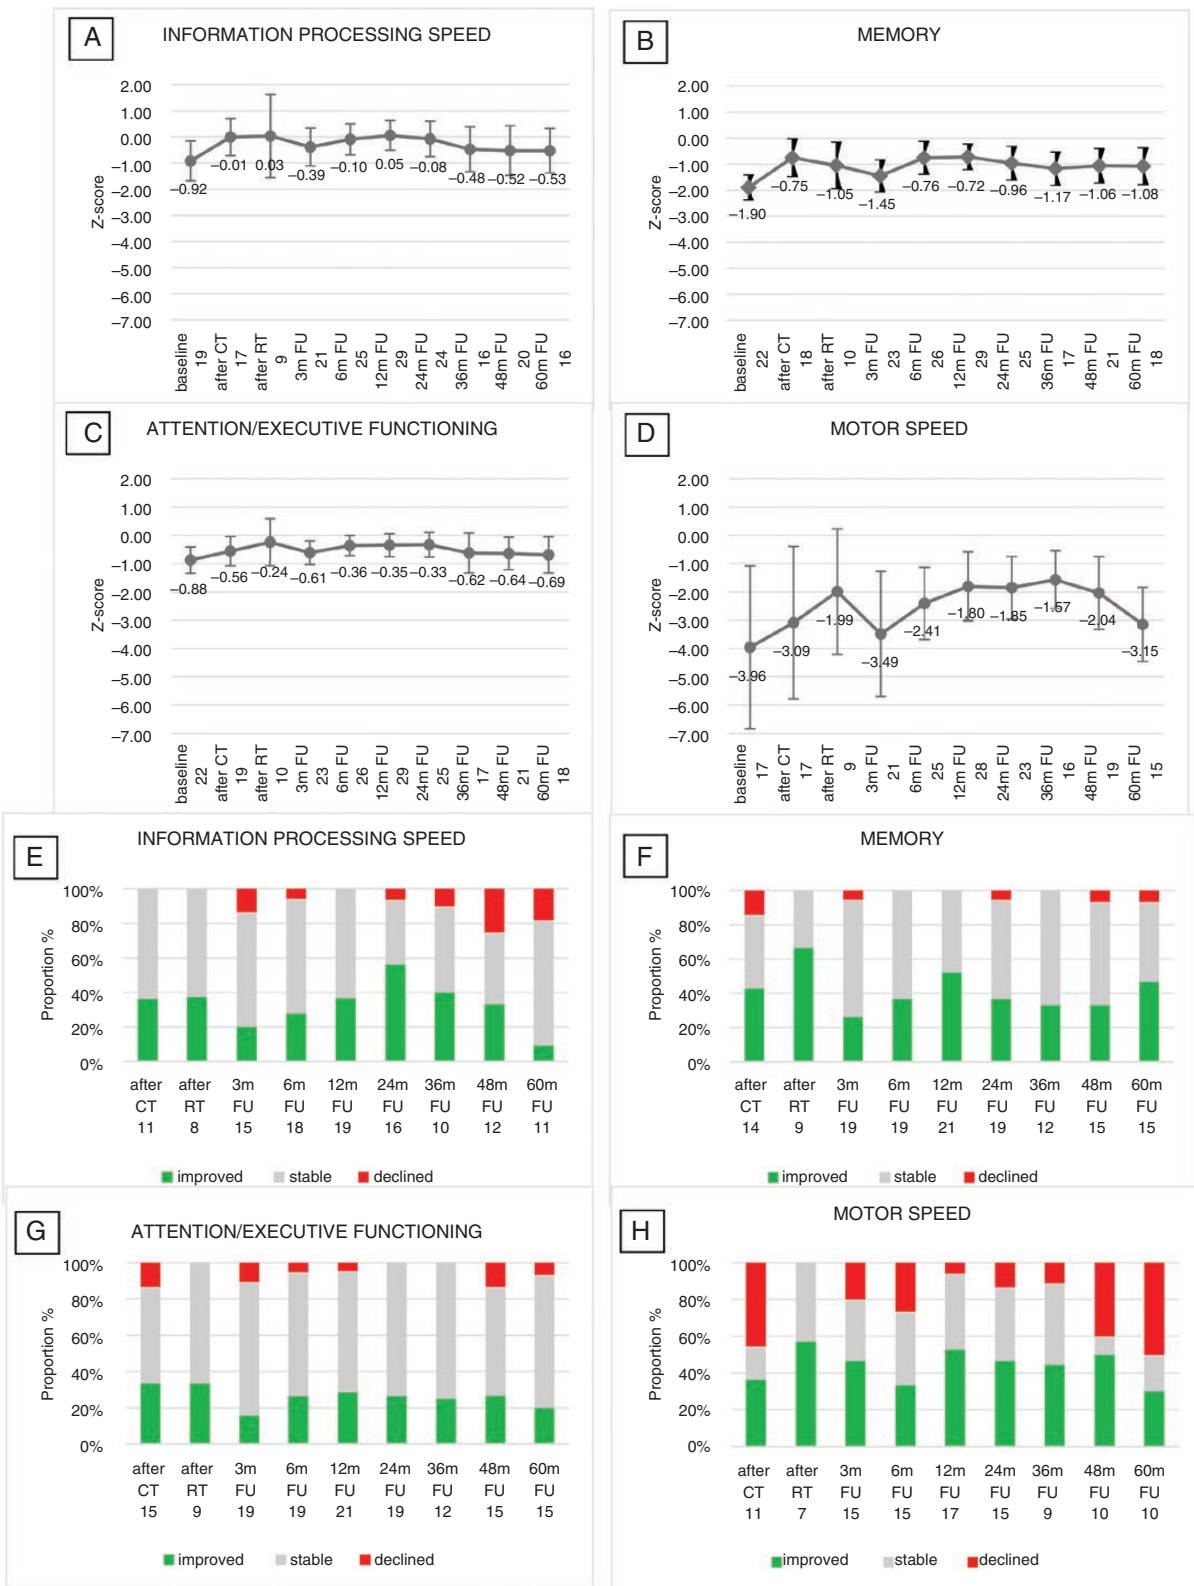 A
INFORMATION PROCESSING SPEED
2.00
1.00
0.00
−1.00
−2.00
−3.00
−4.00
−5.00
−6.00
−7.00
Z-score
−0.92
−0.01
0.03
−0.39
−0.10
0.05
−0.08
−0.48
−0.52
−0.53
baseline
19
after CT
17
after RT
9
3m FU
21
6m FU
25
12m FU
29
24m FU
24
36m FU
16
48m FU
20
60m FU
16
B
MEMORY
2.00
1.00
0.00
−1.00
−2.00
−3.00
−4.00
−5.00
−6.00
−7.00
Z-score
−1.90
−0.75
−1.05
−1.45
−0.76
−0.72
−0.96
−1.17
−1.06
−1.08
baseline
22
after CT
18
after RT
10
3m FU
23
6m FU
26
12m FU
29
24m FU
25
36m FU
17
48m FU
21
60m FU
18
C
ATTENTION/EXECUTIVE FUNCTIONING
2.00
1.00
0.00
−1.00
−2.00
−3.00
−4.00
−5.00
−6.00
−7.00
Z-score
−0.88
−0.56
−0.24
−0.61
−0.36
−0.35
−0.33
−0.62
−0.64
−0.69
baseline
22
after CT
19
after RT
10
3m FU
23
6m FU
26
12m FU
29
24m FU
25
36m FU
17
48m FU
21
60m FU
18
D
MOTOR SPEED
2.00
1.00
0.00
−1.00
−2.00
−3.00
−4.00
−5.00
−6.00
−7.00
Z-score
−3.96
−3.09
−1.99
−3.49
−2.41
−1.80
−1.85
−1.57
−2.04
−3.15
baseline
17
after CT
17
after RT
9
3m FU
21
6m FU
25
12m FU
28
24m FU
23
36m FU
16
48m FU
19
60m FU
15
E
INFORMATION PROCESSING SPEED
100%
80%
60%
40%
20%
0%
Proportion %
after after 3m 6m 12m 24m 36m 48m 60m
CT RT FU FU FU FU FU FU FU
11 8 15 18 19 16 10 12 11
improved stable declined
F
MEMORY
100%
80%
60%
40%
20%
0%
Proportion %
after after 3m 6m 12m 24m 36m 48m 60m
CT RT FU FU FU FU FU FU FU
14 9 19 19 21 19 12 15 15
improved stable declined
G
ATTENTION/EXECUTIVE FUNCTIONING
100%
80%
60%
40%
20%
0%
Proportion %
after after 3m 6m 12m 24m 36m 48m 60m
CT RT FU FU FU FU FU FU FU
15 9 19 19 21 19 12 15 15
improved stable declined
H
MOTOR SPEED
100%
80%
60%
40%
20%
0%
Proportion %
after after 3m 6m 12m 24m 36m 48m 60m
CT RT FU FU FU FU FU FU FU
11 7 15 15 17 15 9 10 10
improved stable declined